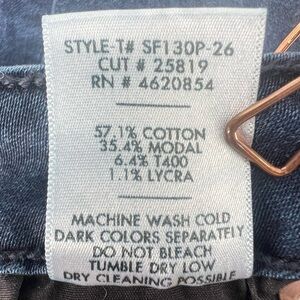 STYLE-T# SF130P-26
CUT # 25819
RN # 4620854
57.1% COTTON
35.4% MODAL
6.4% T400
1.1% LYCRA
MACHINE WASH COLD
DARK COLORS SEPARATELY
DO NOT BLEACH
TUMBLE DRY LOW
DRY CLEANING POSSIBLE